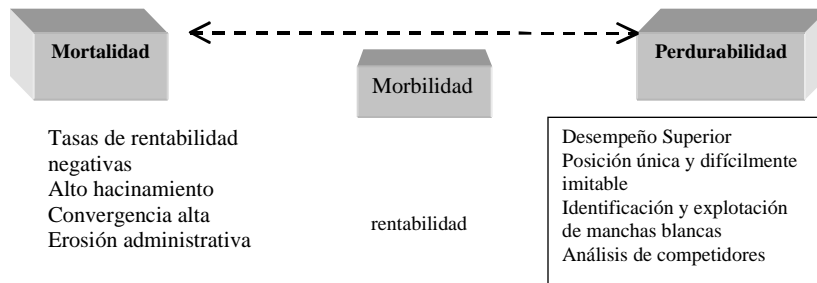 Mortalidad
Morbilidad
Perdurabilidad
Tasas de rentabilidad
negativas
Alto hacinamiento
Convergencia alta
Erosión administrativa
rentabilidad
Desempeño Superior
Posición única y difícilmente
imitable
Identificación y explotación
de manchas blancas
Análisis de competidores